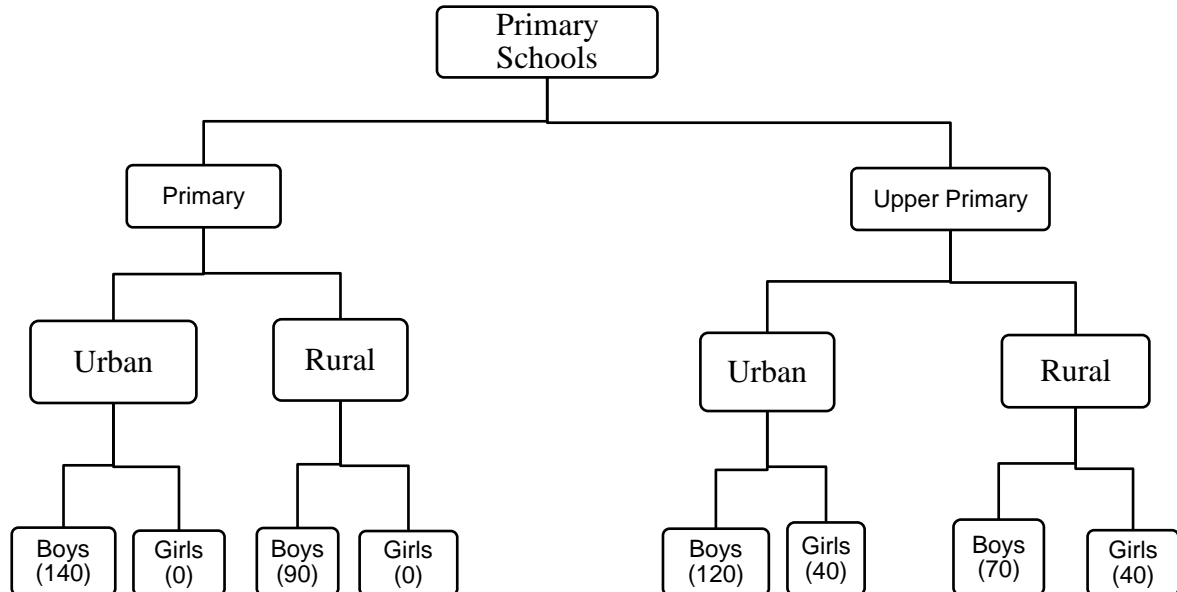 Primary
Schools
Primary
Upper Primary
Urban
Rural
Urban
Rural
Boys
(140)
Girls
(0)
Boys
(90)
Girls
(0)
Boys
(120)
Girls
(40)
Boys
(70)
Girls
(40)